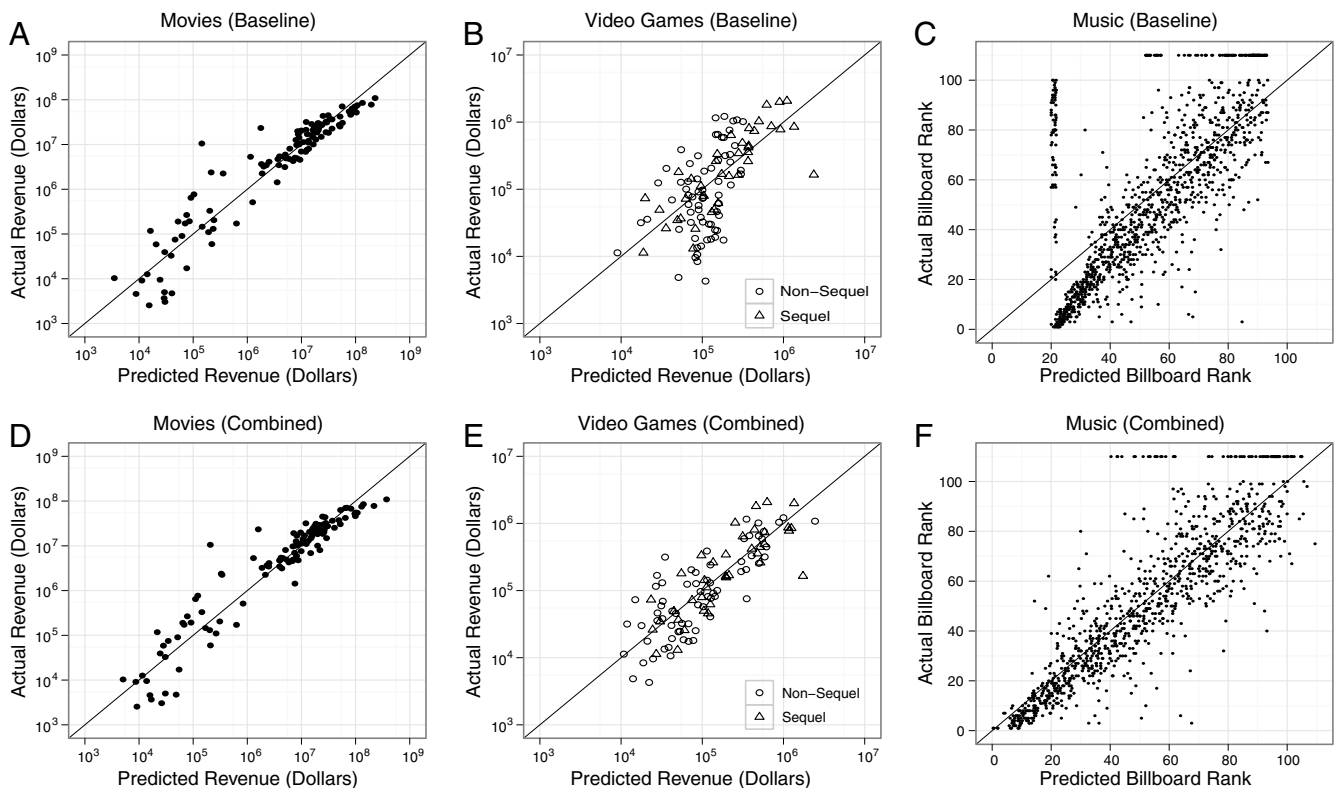 A
Movies (Baseline)
Actual Revenue (Dollars)
10⁹
10⁸
10⁷
10⁶
10⁵
10⁴
10³
10³ 10⁴ 10⁵ 10⁶ 10⁷ 10⁸ 10⁹
Predicted Revenue (Dollars)
B
Video Games (Baseline)
Actual Revenue (Dollars)
10⁷
10⁶
10⁵
10⁴
10³
Non−Sequel
Sequel
10³ 10⁴ 10⁵ 10⁶ 10⁷
Predicted Revenue (Dollars)
C
Music (Baseline)
Actual Billboard Rank
100
80
60
40
20
0
0 20 40 60 80 100
Predicted Billboard Rank
D
Movies (Combined)
Actual Revenue (Dollars)
10⁹
10⁸
10⁷
10⁶
10⁵
10⁴
10³
10³ 10⁴ 10⁵ 10⁶ 10⁷ 10⁸ 10⁹
Predicted Revenue (Dollars)
E
Video Games (Combined)
Actual Revenue (Dollars)
10⁷
10⁶
10⁵
10⁴
10³
Non−Sequel
Sequel
10³ 10⁴ 10⁵ 10⁶ 10⁷
Predicted Revenue (Dollars)
F
Music (Combined)
Actual Billboard Rank
100
80
60
40
20
0
0 20 40 60 80 100
Predicted Billboard Rank